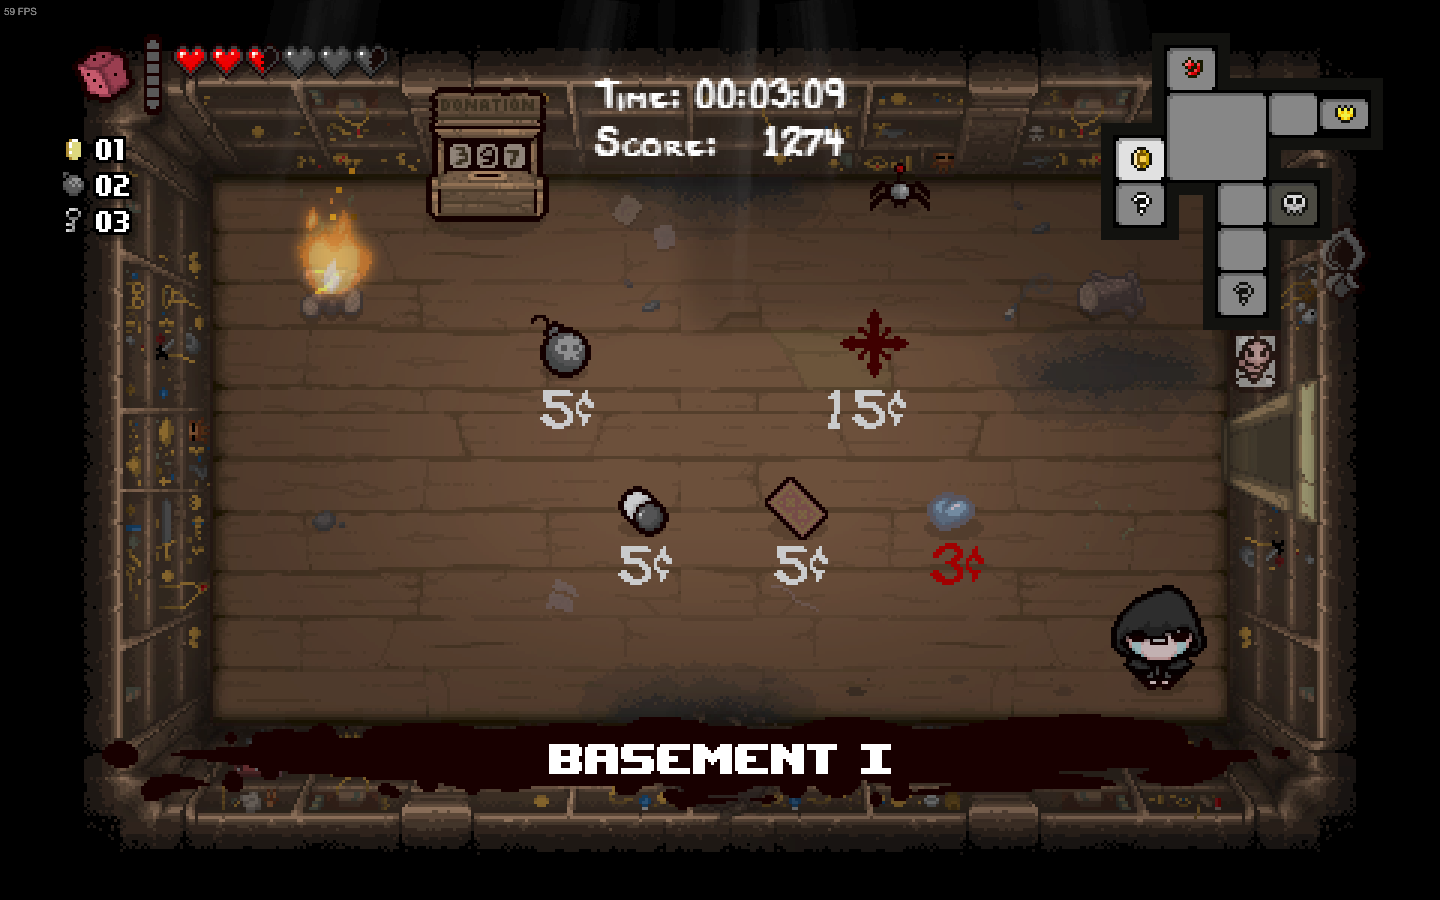 59 FPS
DONATION
397
TIME: 00:03:09
SCORE: 1274
01
02
03
?
?
5¢
15¢
5¢
5¢
3¢
BASEMENT I